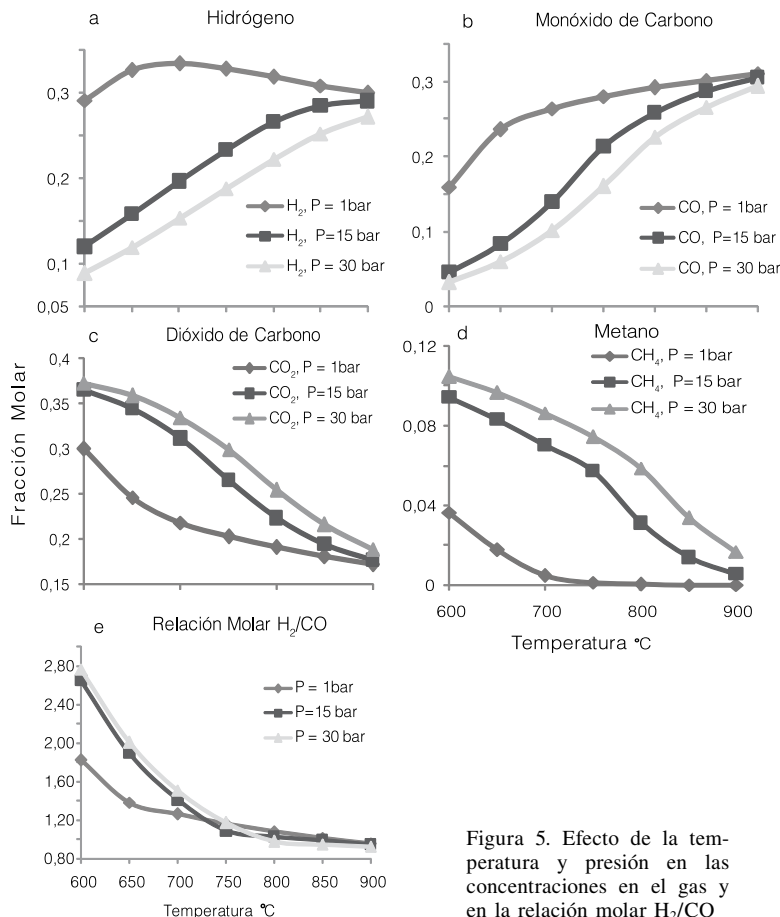 a Hidrógeno
0,3
0,2
0,1
0,05
H₂, P = 1bar
H₂, P=15 bar
H₂, P = 30 bar
b Monóxido de Carbono
0,3
0,2
0,1
0
CO, P = 1bar
CO, P=15 bar
CO, P = 30 bar
Fracción Molar
c Dióxido de Carbono
0,4
0,35
0,3
0,25
0,2
0,15
CO₂, P = 1bar
CO₂, P=15 bar
CO₂, P = 30 bar
d Metano
0,12
0,08
0,04
0
CH₄, P = 1bar
CH₄, P=15 bar
CH₄, P = 30 bar
600 700 800 900
Temperatura °C
e Relación Molar H₂/CO
2,80
2,40
2,00
1,60
1,20
0,80
P = 1bar
P=15 bar
P = 30 bar
600 650 700 750 800 850 900
Temperatura °C
Figura 5. Efecto de la tem-
peratura y presión en las
concentraciones en el gas y
en la relación molar H₂/CO